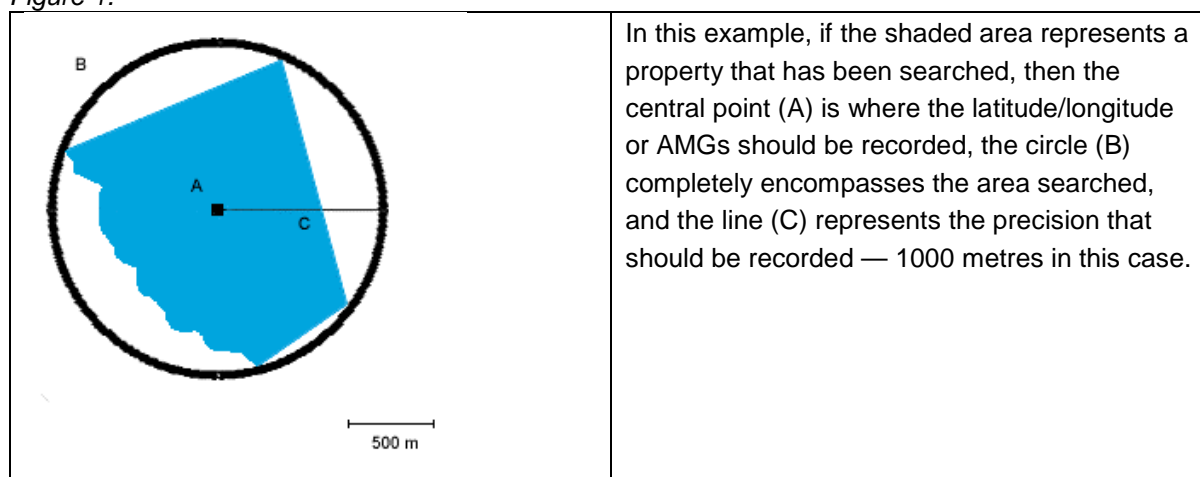 Figure 1.
B
A
C
500 m
In this example, if the shaded area represents a
property that has been searched, then the
central point (A) is where the latitude/longitude
or AMGs should be recorded, the circle (B)
completely encompasses the area searched,
and the line (C) represents the precision that
should be recorded — 1000 metres in this case.